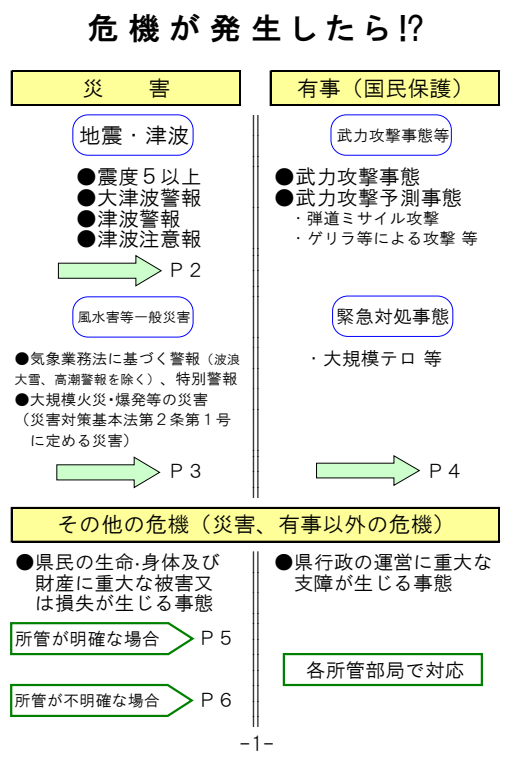 危機が発生したら!?
災　　害
地震・津波
●震度５以上
●大津波警報
●津波警報
●津波注意報
Ｐ２
風水害等一般災害
●気象業務法に基づく警報（波浪
大雪、高潮警報を除く）、特別警報
●大規模火災・爆発等の災害
（災害対策基本法第２条第１号
に定める災害）
Ｐ３
有事（国民保護）
武力攻撃事態等
●武力攻撃事態
●武力攻撃予測事態
・弾道ミサイル攻撃
・ゲリラ等による攻撃 等
緊急対処事態
・大規模テロ 等
Ｐ４
その他の危機（災害、有事以外の危機）
●県民の生命・身体及び
財産に重大な被害又
は損失が生じる事態
所管が明確な場合
Ｐ５
所管が不明確な場合
Ｐ６
●県行政の運営に重大な
支障が生じる事態
各所管部局で対応
-1-